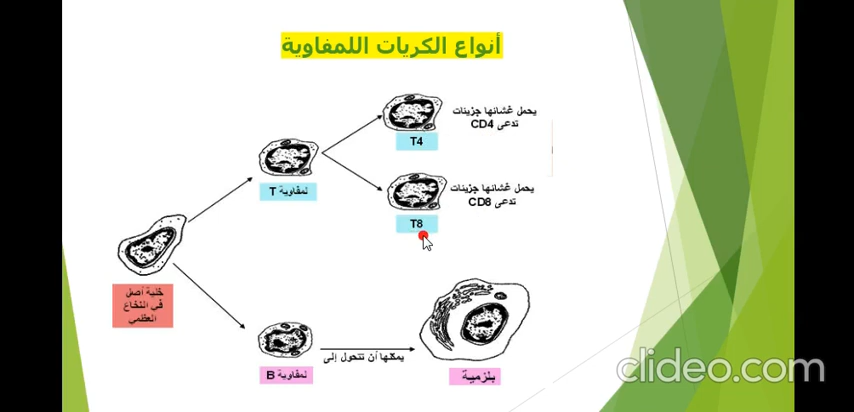 أنواع الكريات اللمفاوية
يحمل غشائها جزيئات
تدعى CD4
T4
لمفاوية T
يحمل غشائها جزيئات
تدعى CD8
T8
خلية أصل
في النخاع
العظمي
يمكنها أن تتحول إلى
لمفاوية B
بلزمية
clideo.com